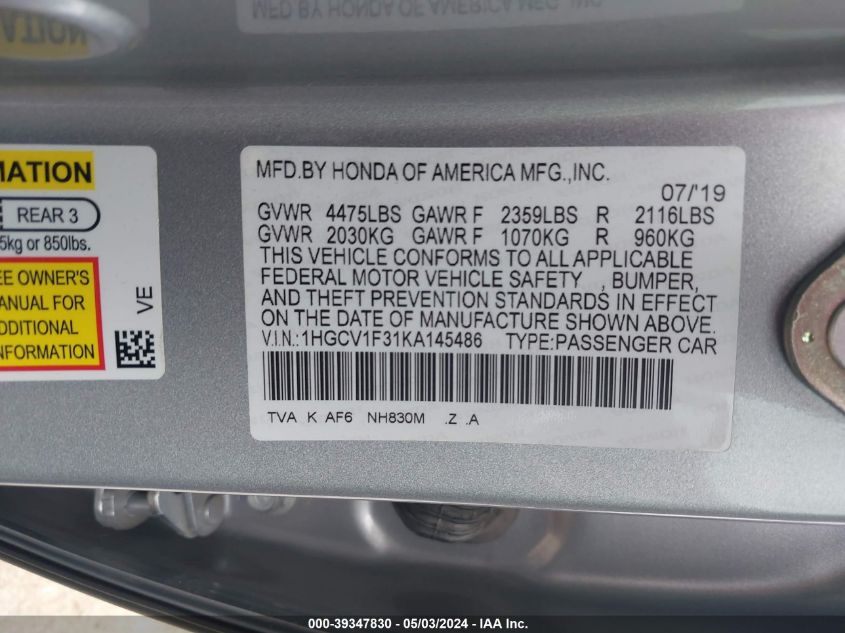 MATION
REAR 3
5kg or 850lbs.
EE OWNER'S
ANUAL FOR
DDITIONAL
NFORMATION
VE
MFD.BY HONDA OF AMERICA MFG.,INC.
07/'19
GVWR 4475LBS GAWR F 2359LBS R 2116LBS
GVWR 2030KG GAWR F 1070KG R 960KG
THIS VEHICLE CONFORMS TO ALL APPLICABLE
FEDERAL MOTOR VEHICLE SAFETY , BUMPER,
AND THEFT PREVENTION STANDARDS IN EFFECT
ON THE DATE OF MANUFACTURE SHOWN ABOVE.
V.I.N.:1HGCV1F31KA145486 TYPE:PASSENGER CAR
TVA K AF6 NH830M .Z .A
000-39347830 - 05/03/2024 - IAA Inc.